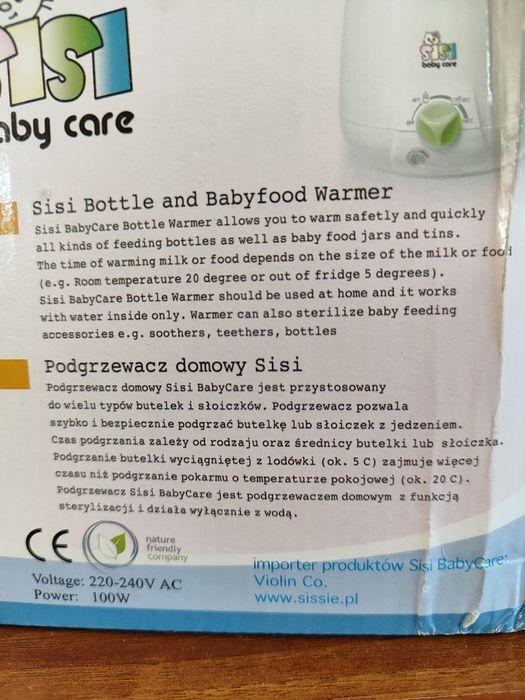 sisi
baby care
sisi
baby care
Sisi Bottle and Babyfood Warmer
Sisi BabyCare Bottle Warmer allows you to warm safetly and quickly
all kinds of feeding bottles as well as baby food jars and tins.
The time of warming milk or food depends on the size of the milk or food
(e.g. Room temperature 20 degree or out of fridge 5 degrees).
Sisi BabyCare Bottle Warmer should be used at home and it works
with water inside only. Warmer can also sterilize baby feeding
accessories e.g. soothers, teethers, bottles
Podgrzewacz domowy Sisi
Podgrzewacz domowy Sisi BabyCare jest przystosowany
do wielu typów butelek i słoiczków. Podgrzewacz pozwala
szybko i bezpiecznie podgrzać butelkę lub słoiczek z jedzeniem.
Czas podgrzania zależy od rodzaju oraz średnicy butelki lub słoiczka.
Podgrzanie butelki wyciągniętej z lodówki (ok. 5 C) zajmuje więcej
czasu niż podgrzanie pokarmu o temperaturze pokojowej (ok. 20 C).
Podgrzewacz Sisi BabyCare jest podgrzewaczem domowym z funkcją
sterylizacji i działa wyłącznie z wodą.
CE
nature
friendly
company
Voltage: 220-240V AC
Power: 100W
importer produktów Sisi BabyCare:
Violin Co.
www.sissie.pl